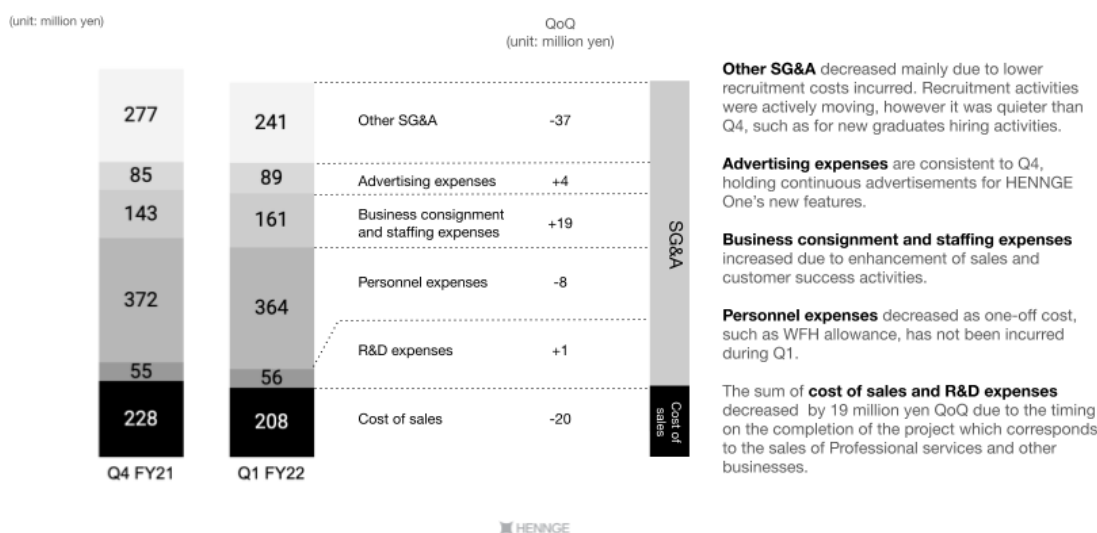 (unit: million yen)
QoQ
(unit: million yen)
277
241
Other SG&A
-37
85
89
Advertising expenses
+4
143
161
Business consignment
and staffing expenses
+19
372
364
Personnel expenses
-8
55
56
R&D expenses
+1
228
208
Cost of sales
-20
Q4 FY21
Q1 FY22
SG&A
Cost of
sales
Other SG&A decreased mainly due to lower
recruitment costs incurred. Recruitment activities
were actively moving, however it was quieter than
Q4, such as for new graduates hiring activities.
Advertising expenses are consistent to Q4,
holding continuous advertisements for HENNGE
One's new features.
Business consignment and staffing expenses
increased due to enhancement of sales and
customer success activities.
Personnel expenses decreased as one-off cost,
such as WFH allowance, has not been incurred
during Q1.
The sum of cost of sales and R&D expenses
decreased by 19 million yen QoQ due to the timing
on the completion of the project which corresponds
to the sales of Professional services and other
businesses.
HENNGE